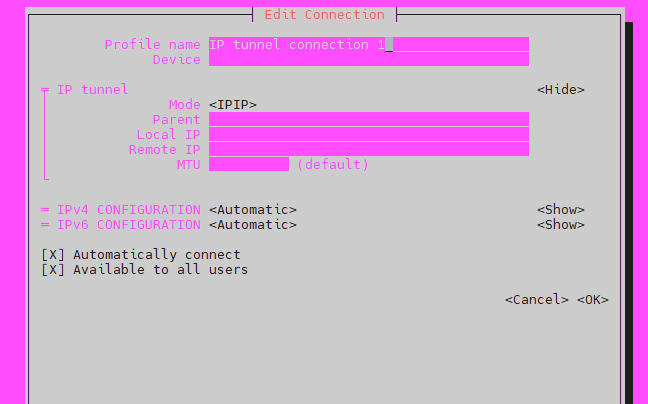 Edit Connection
Profile name IP tunnel connection 1_
Device
= IP tunnel <Hide>
Mode <IPIP>
Parent
Local IP
Remote IP
MTU (default)
= IPv4 CONFIGURATION <Automatic> <Show>
= IPv6 CONFIGURATION <Automatic> <Show>
[X] Automatically connect
[X] Available to all users
<Cancel> <OK>